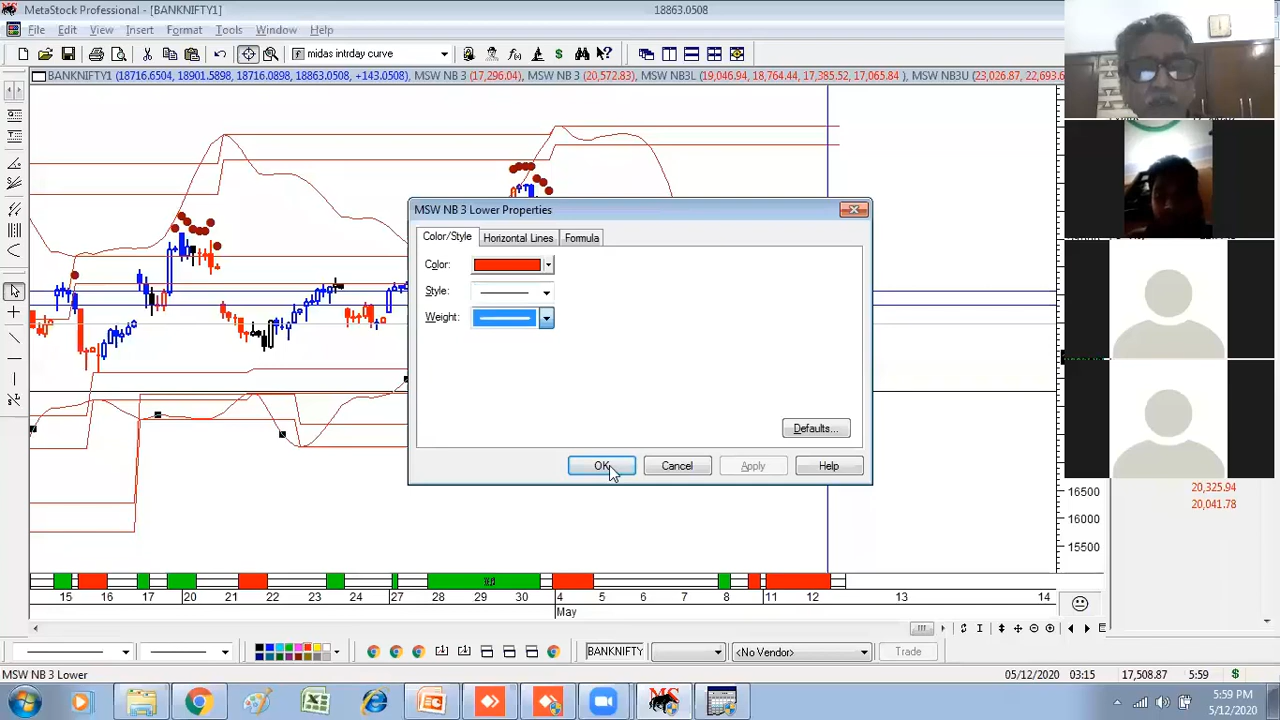 MetaStock Professional - [BANKNIFTY1]
18863.0508
File Edit View Insert Format Tools Window Help
midas intrday curve
BANKNIFTY1 (18716.6504, 18901.5898, 18716.0898, 18863.0508, +143.0508), MSW NB 3 (17,296.04), MSW NB 3 (20,572.83), MSW NB3L (19,046.94, 18,764.44, 17,385.52, 17,065.84 ), MSW NB3U (23,026.87, 22,693.6
MSW NB 3 Lower Properties
Color/Style Horizontal Lines Formula
Color:
Style:
Weight:
Defaults...
OK Cancel Apply Help
20,325.94
20,041.78
16500
16000
15500
15 16 17 20 21 22 23 24 27 28 29 30 4 5 6 7 8 11 12 13 14
May
BANKNIFTY <No Vendor> Trade
MSW NB 3 Lower 05/12/2020 03:15 17,508.87 5:59 $
5:59 PM
5/12/2020